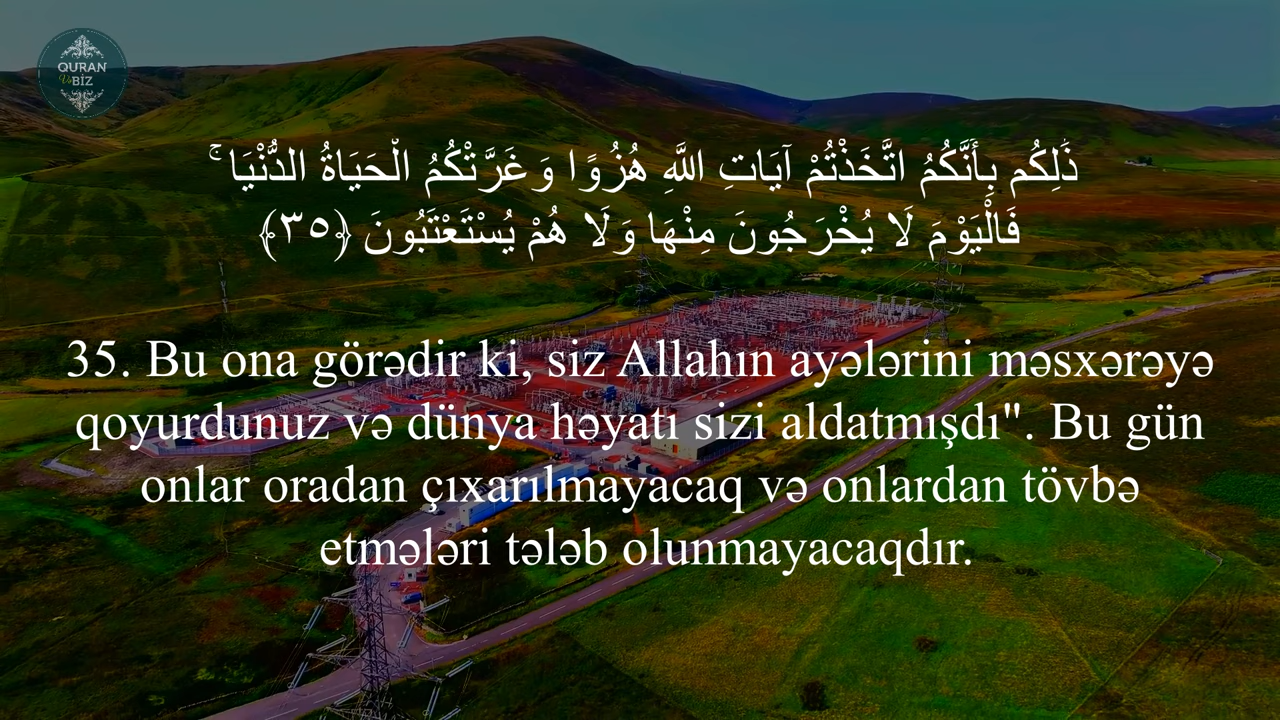 QURAN
Və
BİZ
ذَٰلِكُم بِأَنَّكُمُ اتَّخَذْتُمْ آيَاتِ اللَّهِ هُزُوًا وَغَرَّتْكُمُ الْحَيَاةُ الدُّنْيَا ۚ
فَالْيَوْمَ لَا يُخْرَجُونَ مِنْهَا وَلَا هُمْ يُسْتَعْتَبُونَ ﴿٣٥﴾
35. Bu ona görədir ki, siz Allahın ayələrini məsxərəyə
qoyurdunuz və dünya həyatı sizi aldatmışdı". Bu gün
onlar oradan çıxarılmayacaq və onlardan tövbə
etmələri tələb olunmayacaqdır.